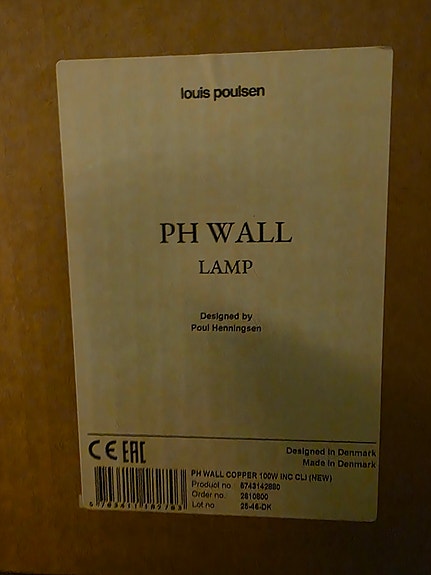 louis poulsen
PH WALL
LAMP
Designed by
Poul Henningsen
CE EAC
Designed in Denmark
Made in Denmark
PH WALL COPPER 100W INC CLI (NEW)
Product no 5743142880
Order no. 2810800
Lot no 25-46-DK